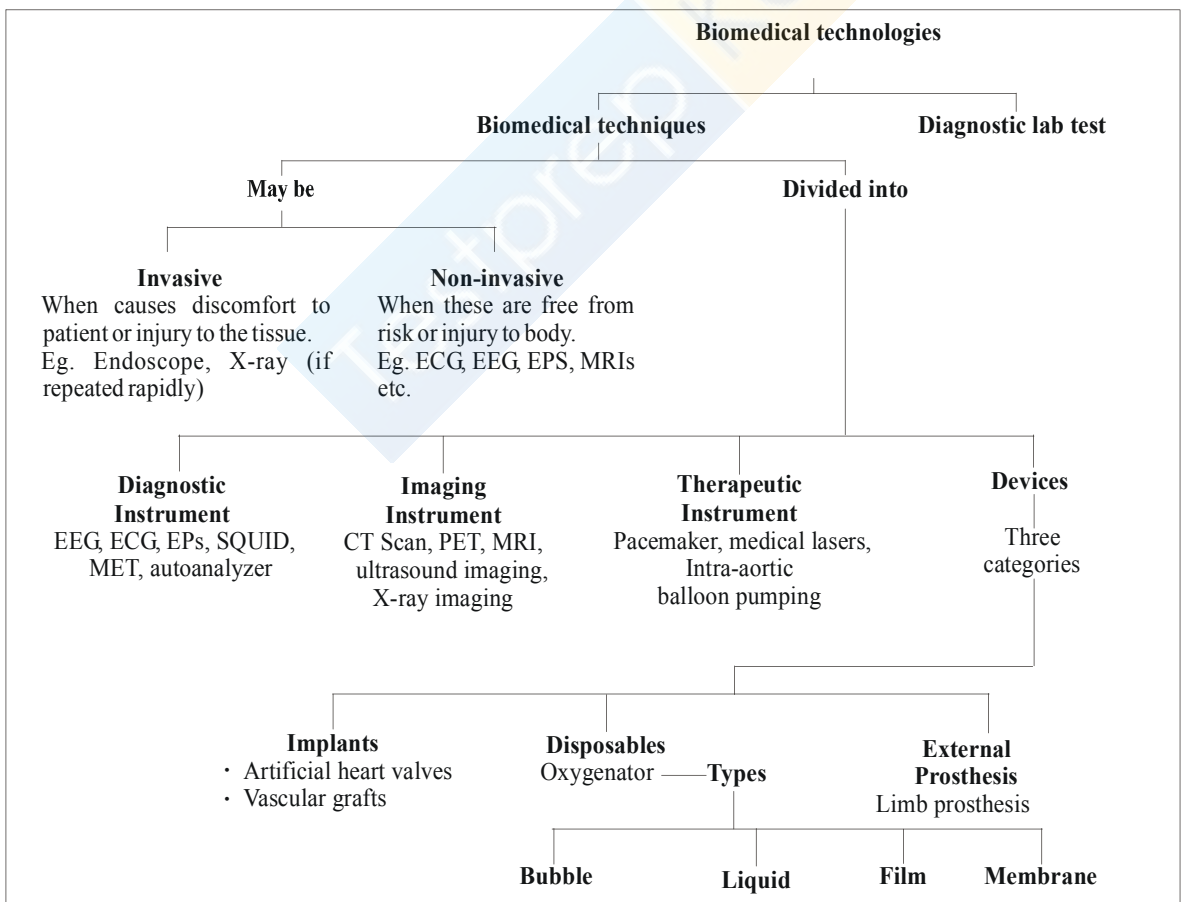 Biomedical technologies
Biomedical techniques
Diagnostic lab test
May be
Divided into
Invasive
When causes discomfort to
patient or injury to the tissue.
Eg. Endoscope, X-ray (if
repeated rapidly)
Non-invasive
When these are free from
risk or injury to body.
Eg. ECG, EEG, EPS, MRIs
etc.
Diagnostic
Instrument
EEG, ECG, EPs, SQUID,
MET, autoanalyzer
Imaging
Instrument
CT Scan, PET, MRI,
ultrasound imaging,
X-ray imaging
Therapeutic
Instrument
Pacemaker, medical lasers,
Intra-aortic
balloon pumping
Devices
Three
categories
Implants
· Artificial heart valves
· Vascular grafts
Disposables
Oxygenator
Types
External
Prosthesis
Limb prosthesis
Bubble
Liquid
Film
Membrane
Testprep